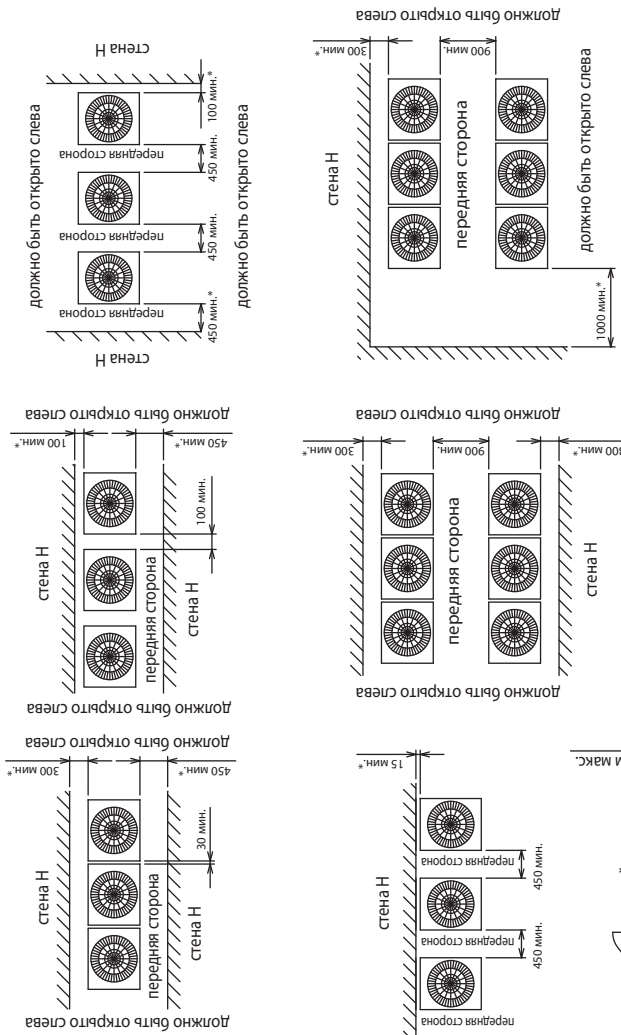 стена H
должно быть открыто слева
100 мин.*
передняя сторона
450 мин.
передняя сторона
450 мин.
передняя сторона
450 мин.*
должно быть открыто слева
стена H
должно быть открыто слева
300 мин.*
900 мин.
стена H
передняя сторона
должно быть открыто слева
1000 мин.*
должно быть открыто слева
100 мин.*
450 мин.*
стена H
100 мин.
передняя сторона
стена H
должно быть открыто слева
должно быть открыто слева
300 мин.*
900 мин.
передняя сторона
стена H
должно быть открыто слева
должно быть открыто слева
300 мин.*
450 мин.*
стена H
30 мин.
передняя сторона
стена H
должно быть открыто слева
15 мин.*
стена H
передняя сторона
450 мин.
передняя сторона
450 мин.
передняя сторона
макс.